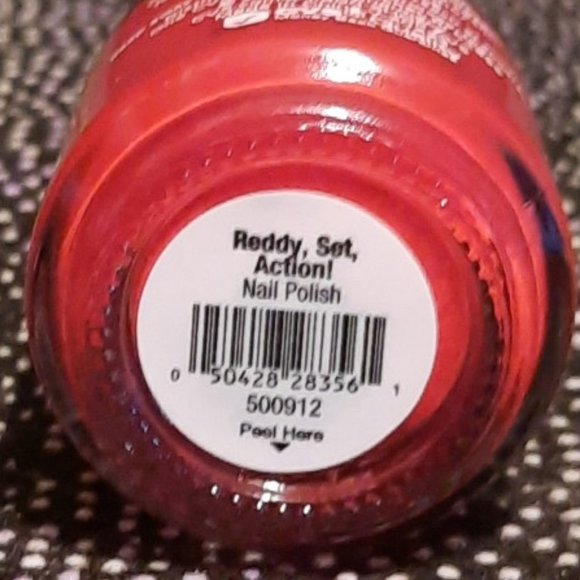 Reddy, Set,
Action!
Nail Polish
0 50428 28356 1
500912
Peel Here